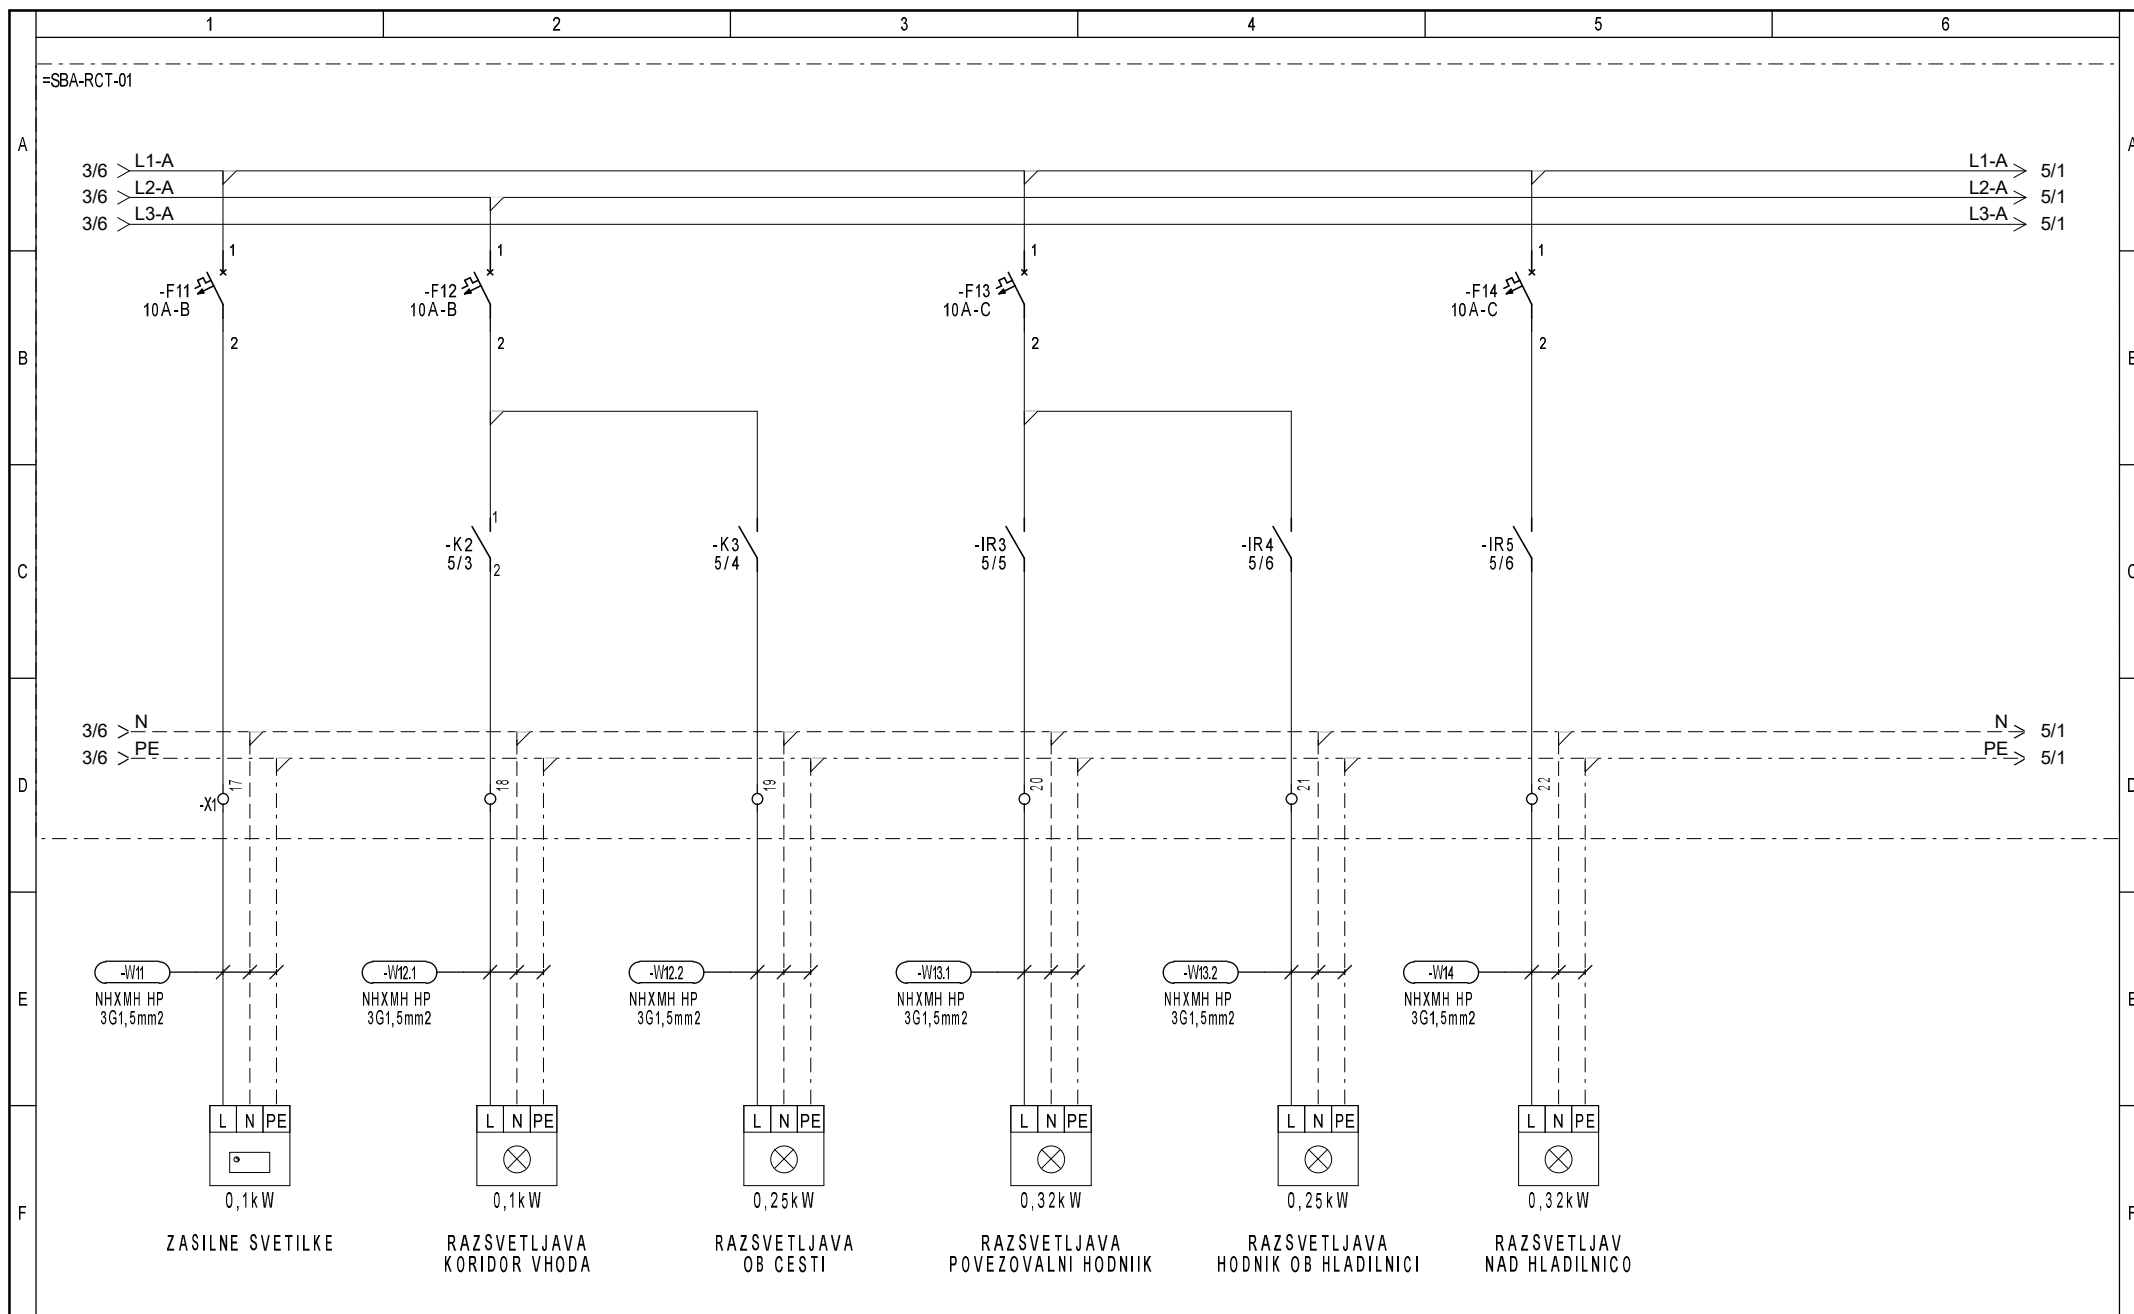 1 2 3 4 5 6
=SBA-RCT-01
A A
3/6 L1-A L1-A 5/1
3/6 L2-A L2-A 5/1
3/6 L3-A L3-A 5/1
1 1 1 1
-F11 -F12 -F13 -F14
10A-B 10A-B 10A-C 10A-C
2 2 2 2
B B
1
-K2 -K3 -IR3 -IR4 -IR5
5/3 5/4 5/5 5/6 5/6
2
C C
3/6 N N 5/1
3/6 PE PE 5/1
D D
17 18 19 20 21 22
-X1
-W11 -W12.1 -W12.2 -W13.1 -W13.2 -W14
NHXMH HP NHXMH HP NHXMH HP NHXMH HP NHXMH HP NHXMH HP
3G1,5mm2 3G1,5mm2 3G1,5mm2 3G1,5mm2 3G1,5mm2 3G1,5mm2
E E
L N PE L N PE L N PE L N PE L N PE L N PE
0,1kW 0,1kW 0,25kW 0,32kW 0,25kW 0,32kW
F F
ZASILNE SVETILKE RAZSVETLJAVA RAZSVETLJAVA RAZSVETLJAVA RAZSVETLJAVA RAZSVETLJAV
KORIDOR VHODA OB CESTI POVEZOVALNI HODNIIK HODNIK OB HLADILNICI NAD HLADILNICO